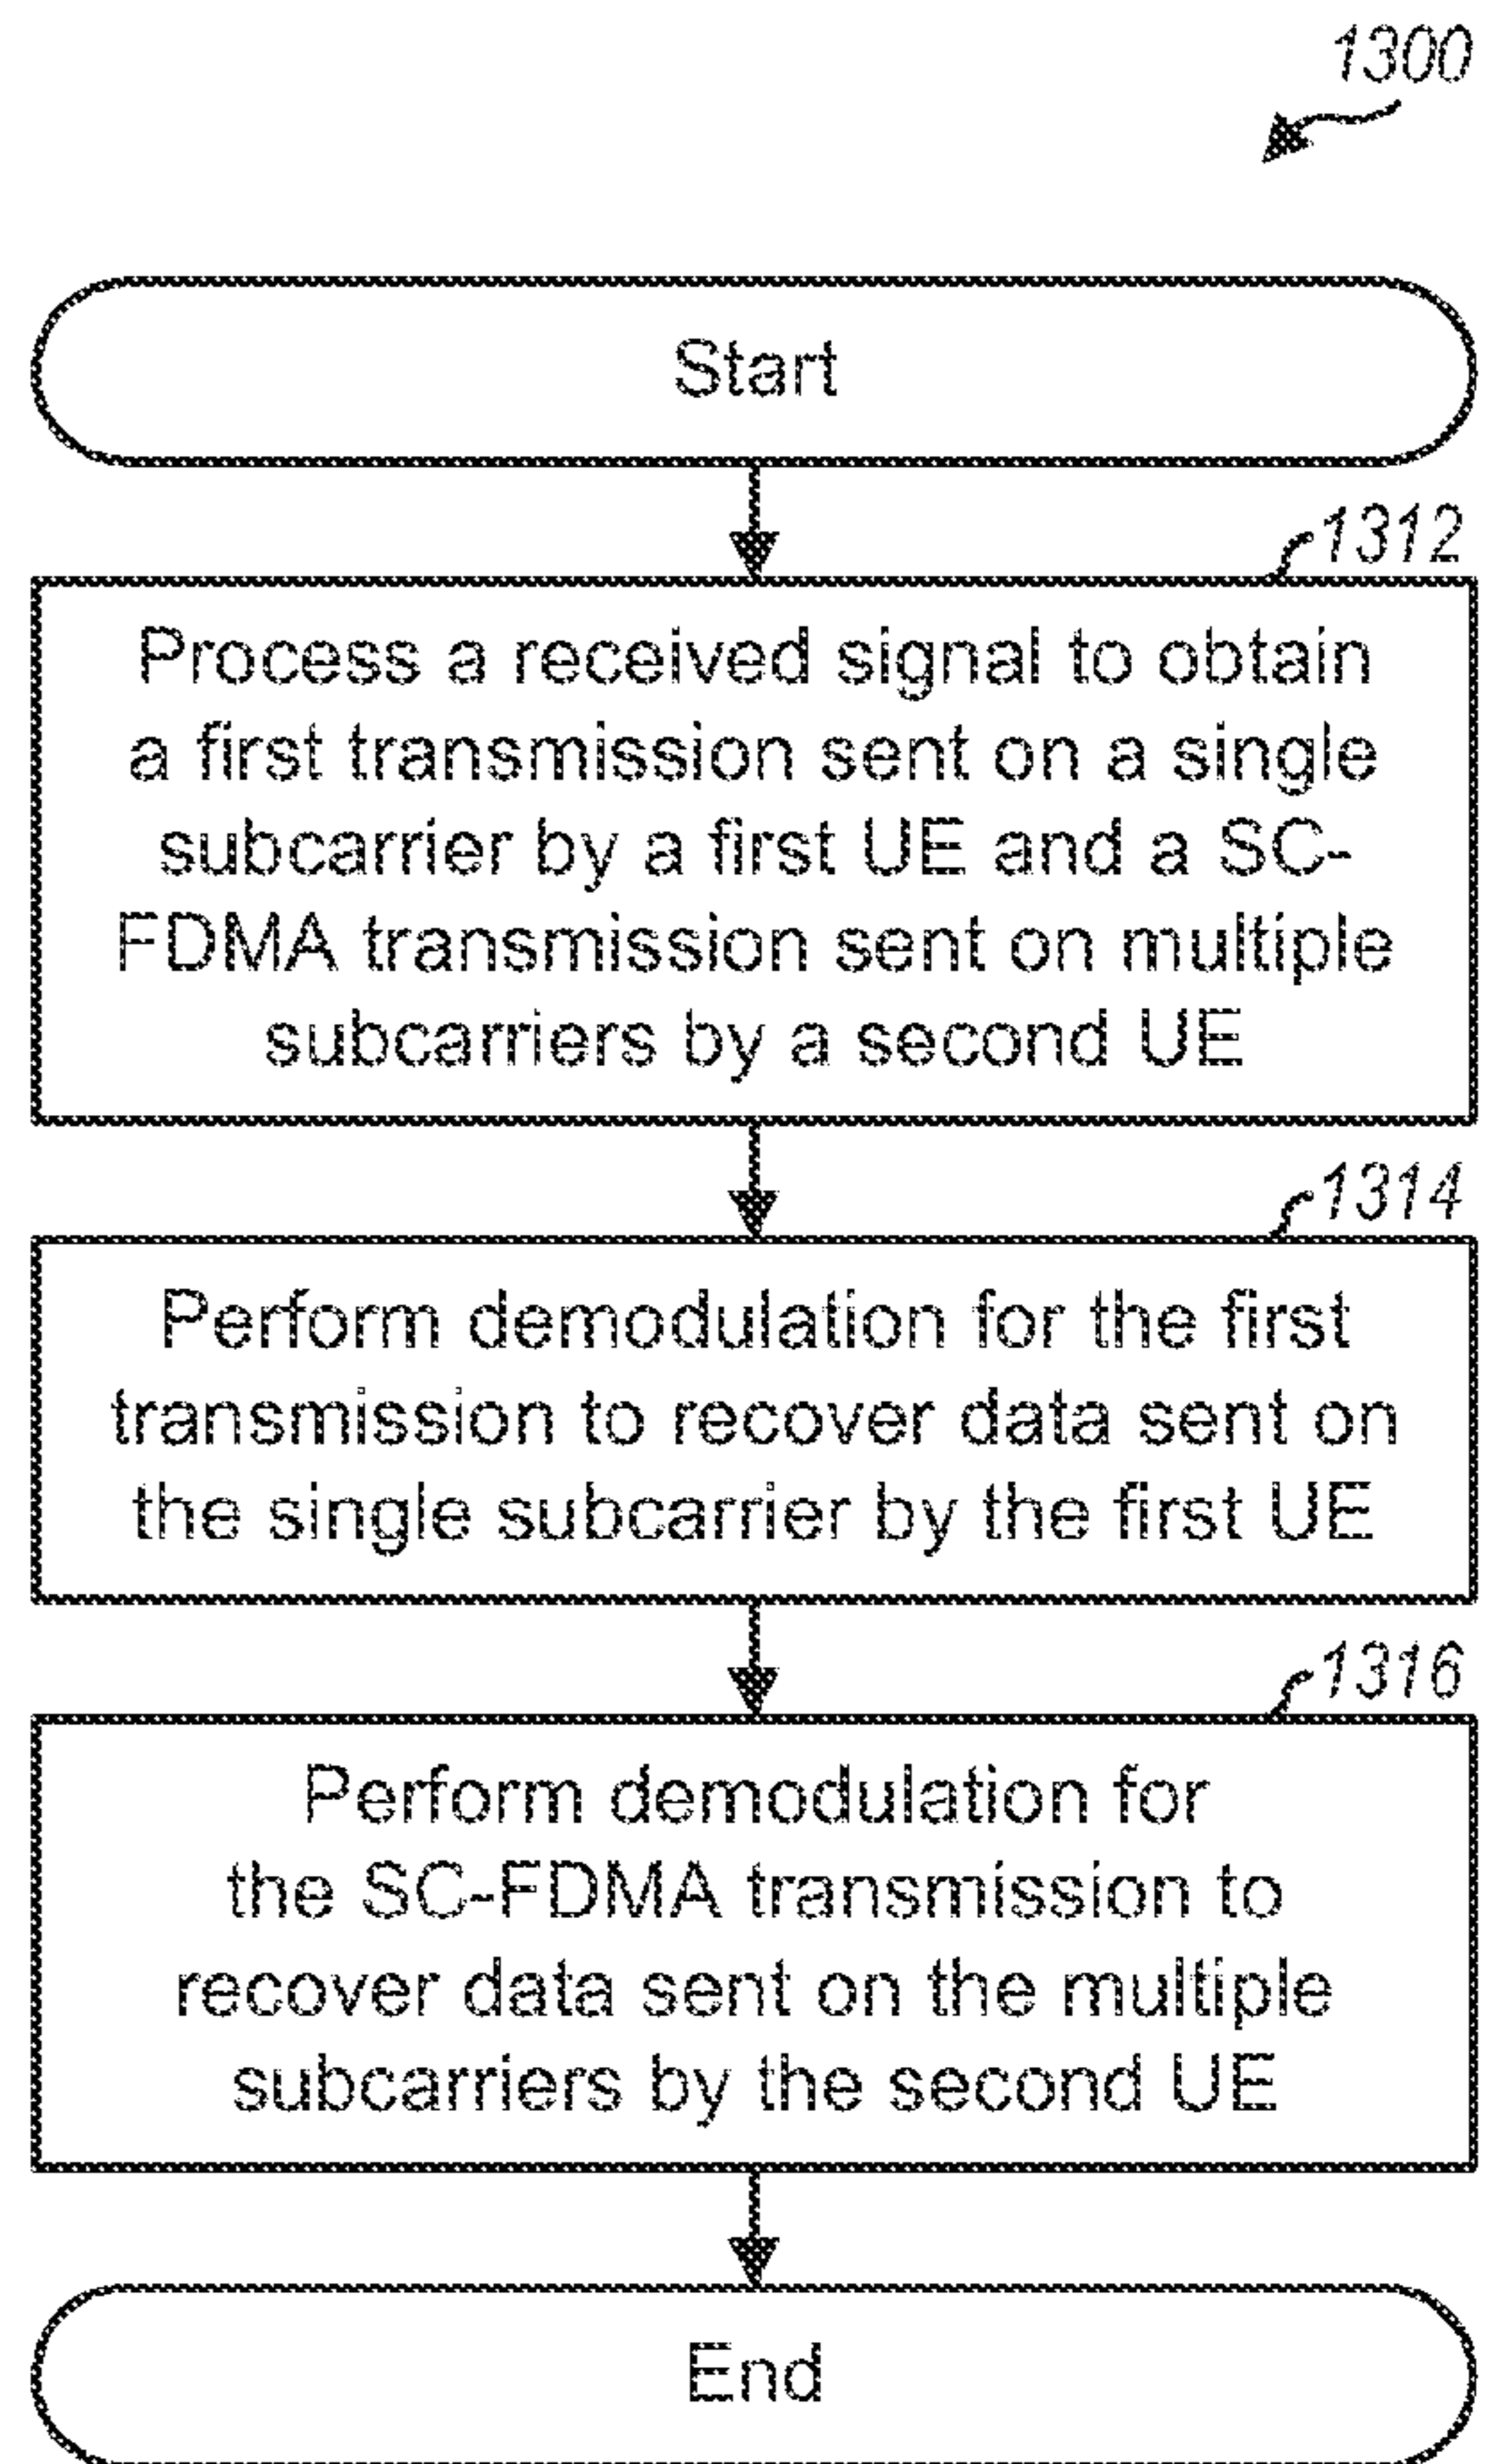 1300
Start
1312
Process a received signal to obtain
a first transmission sent on a single
subcarrier by a first UE and a SC-
FDMA transmission sent on multiple
subcarriers by a second UE
1314
Perform demodulation for the first
transmission to recover data sent on
the single subcarrier by the first UE
1316
Perform demodulation for
the SC-FDMA transmission to
recover data sent on the multiple
subcarriers by the second UE
End